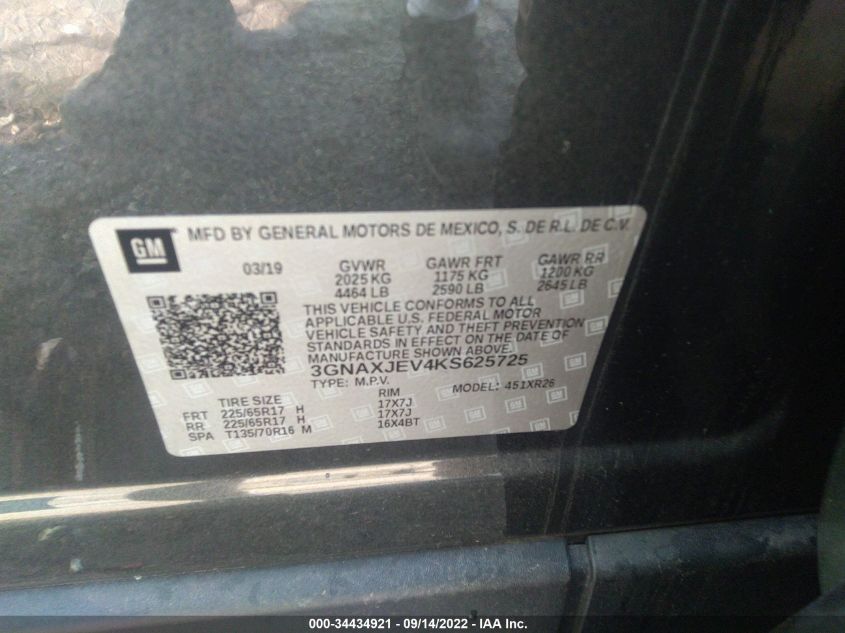 GM
MFD BY GENERAL MOTORS DE MEXICO, S. DE R.L. DE C.V.
03/19 GVWR GAWR FRT GAWR RR
2025 KG 1175 KG 1200 KG
4464 LB 2590 LB 2645 LB
THIS VEHICLE CONFORMS TO ALL
APPLICABLE U.S. FEDERAL MOTOR
VEHICLE SAFETY AND THEFT PREVENTION
STANDARDS IN EFFECT ON THE DATE OF
MANUFACTURE SHOWN ABOVE.
3GNAXJEV4KS625725
TYPE: M.P.V. MODEL: 451XR26
TIRE SIZE RIM
FRT 225/65R17 H 17X7J
RR 225/65R17 H 17X7J
SPA T135/70R16 M 16X4BT
000-34434921 - 09/14/2022 - IAA Inc.